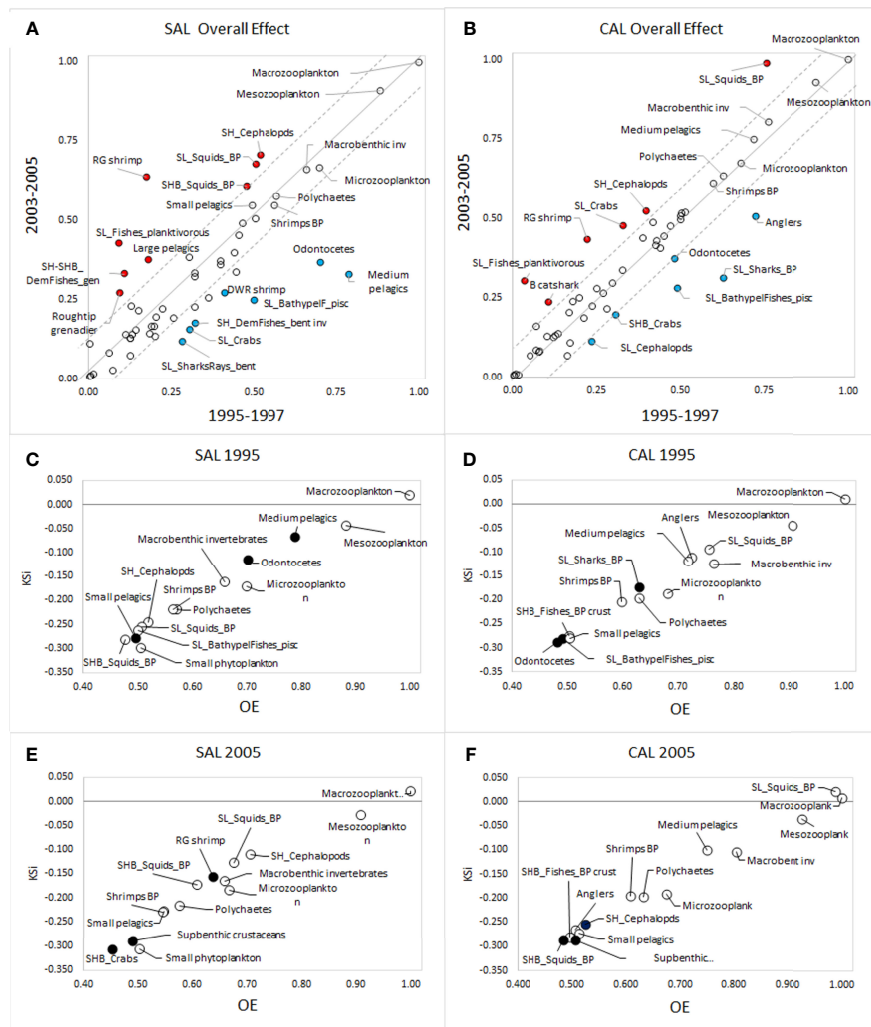 A
SAL Overall Effect
1.00
0.75
0.50
0.25
0.00
2003-2005
Macrozooplankton
Mesozooplankton
SH_Cephalopds
SL_Squids_BP
Macrobenthic inv
RG shrimp
SHB_Squids_BP
Microzooplankton
Small pelagics
Polychaetes
Shrimps BP
SL_Fishes_planktivorous
Large pelagics
Odontocetes
SH-SHB_
DemFishes_gen
Medium
pelagics
DWR shrimp
SL_BathypelF_pisc
Roughtip
grenadier
SH_DemFishes_bent inv
SL_Crabs
SL_SharksRays_bent
0.00
0.25
0.50
0.75
1.00
1995-1997
B
CAL Overall Effect
1.00
0.75
0.50
0.25
0.00
Macrozooplankton
SL_Squids_BP
Mesozooplankton
Macrobenthic inv
Medium pelagics
Polychaetes
Microzooplankton
SH_Cephalopds
Shrimps BP
SL_Crabs
RG shrimp
Anglers
SL_Fishes_planktivorous
Odontocetes
B catshark
SL_Sharks_BP
SL_BathypelFishes_pisc
SHB_Crabs
SL_Cephalopds
0.00
0.25
0.50
0.75
1.00
1995-1997
C
SAL 1995
0.050
0.000
-0.050
-0.100
-0.150
-0.200
-0.250
-0.300
-0.350
KSi
Macrozooplankton
Medium pelagics
Mesozooplankton
Macrobenthic invertebrates
Odontocetes
SH_Cephalopds
Microzooplankto
n
Shrimps BP
Small pelagics
Polychaetes
SL_Squids_BP
SL_BathypelFishes_pisc
SHB_Squids_BP
Small phytoplankton
0.40
0.50
0.60
0.70
0.80
0.90
1.00
OE
D
CAL 1995
0.050
0.000
-0.050
-0.100
-0.150
-0.200
-0.250
-0.300
-0.350
KSi
Macrozooplankton
Mesozooplankton
Anglers
SL_Squids_BP
Medium pelagics
Macrobenthic inv
SL_Sharks_BP
Microzooplankto
n
Shrimps BP
Polychaetes
SH3_Fishes_BP crust
Small pelagics
Odontocetes
SL_BathypelFishes_pisc
0.40
0.50
0.60
0.70
0.80
0.90
1.00
OE
E
SAL 2005
0.050
0.000
-0.050
-0.100
-0.150
-0.200
-0.250
-0.300
-0.350
KSi
Macrozooplankt...
Mesozooplankto
n
SL_Squids_BP
RG shrimp
SH_Cephalopods
SHB_Squids_BP
Macrobenthic invertebrates
Microzooplankto
n
Shrimps BP
Polychaetes
Small pelagics
Supbenthic crustaceans
SHB_Crabs
Small phytoplankton
0.40
0.50
0.60
0.70
0.80
0.90
1.00
OE
F
CAL 2005
0.050
0.000
-0.050
-0.100
-0.150
-0.200
-0.250
-0.300
-0.350
KSi
SL_Squics_BP
Macrozooplank
Mesozooplank
Medium pelagics
Macrobent inv
Shrimps BP
SHB_Fishes_BP crust
Polychaetes
Anglers
Microzooplank
SH_Cephalopds
Small pelagics
SHB_Squids_BP
Supbenthic...
0.400
0.500
0.600
0.700
0.800
0.900
1.000
OE